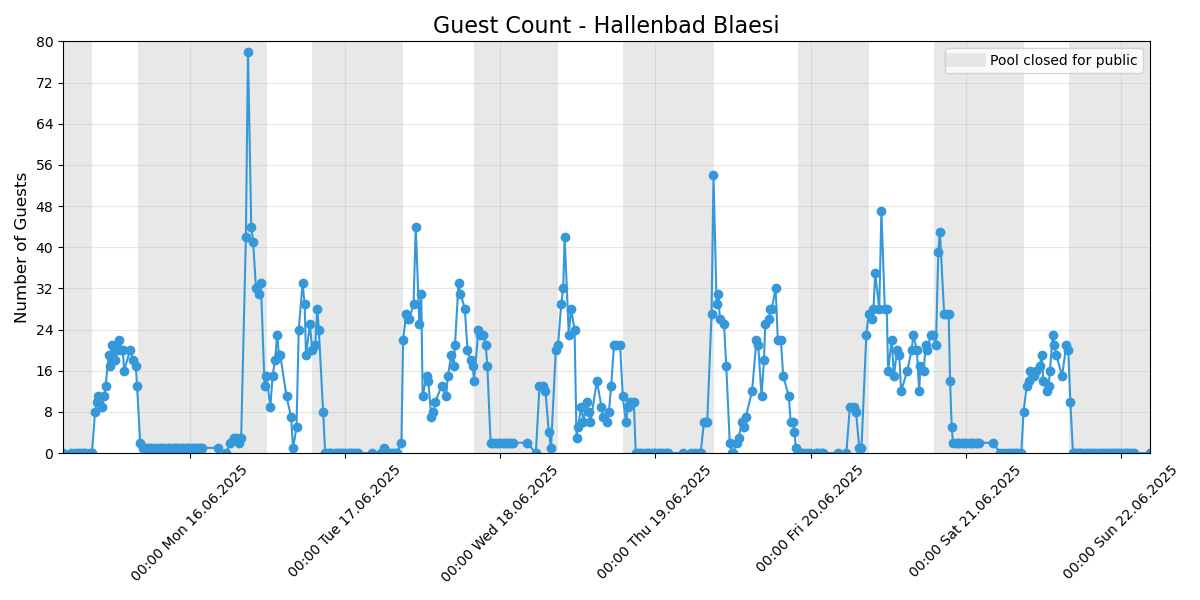 Guest Count - Hallenbad Blaesi
Pool closed for public
Number of Guests
80
72
64
56
48
40
32
24
16
8
0
00:00 Mon 16.06.2025
00:00 Tue 17.06.2025
00:00 Wed 18.06.2025
00:00 Thu 19.06.2025
00:00 Fri 20.06.2025
00:00 Sat 21.06.2025
00:00 Sun 22.06.2025